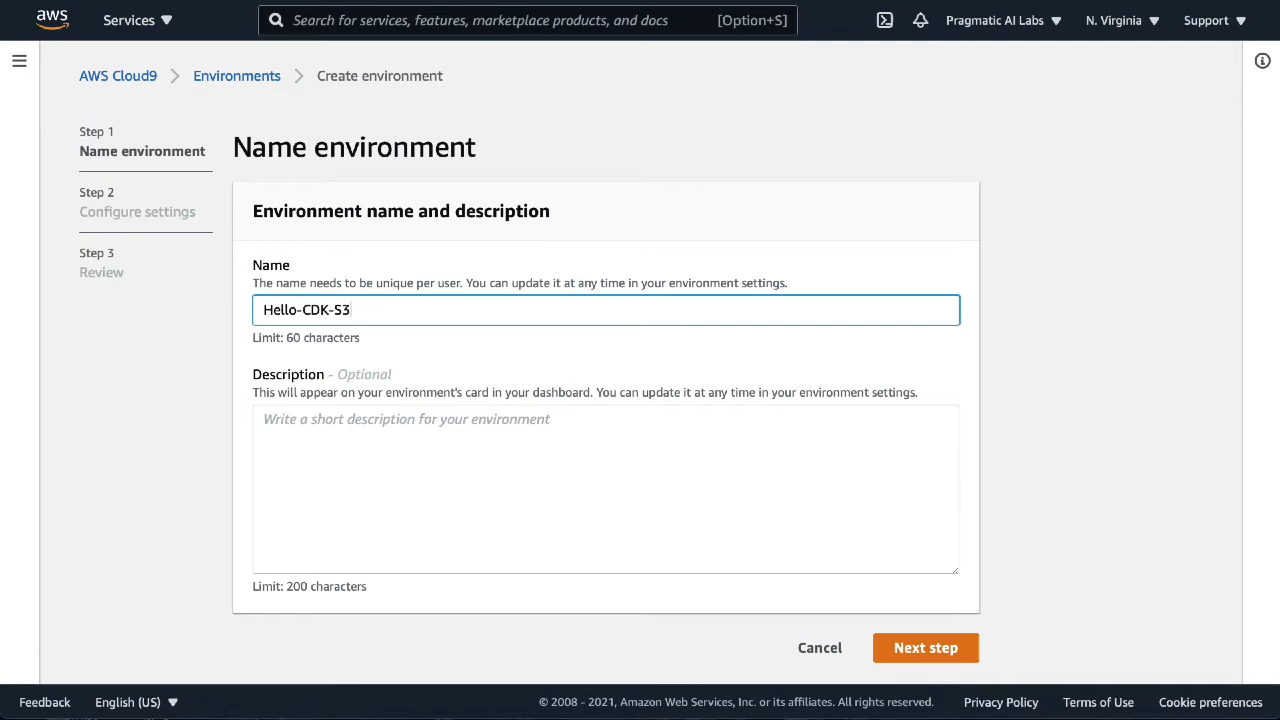 aws
Services
Search for services, features, marketplace products, and docs [Option+S]
Pragmatic AI Labs
N. Virginia
Support
AWS Cloud9
Environments
Create environment
Step 1
Name environment
Step 2
Configure settings
Step 3
Review
Name environment
Environment name and description
Name
The name needs to be unique per user. You can update it at any time in your environment settings.
Hello-CDK-S3
Limit: 60 characters
Description - Optional
This will appear on your environment's card in your dashboard. You can update it at any time in your environment settings.
Write a short description for your environment
Limit: 200 characters
Cancel
Next step
Feedback
English (US)
© 2008 - 2021, Amazon Web Services, Inc. or its affiliates. All rights reserved.
Privacy Policy
Terms of Use
Cookie preferences